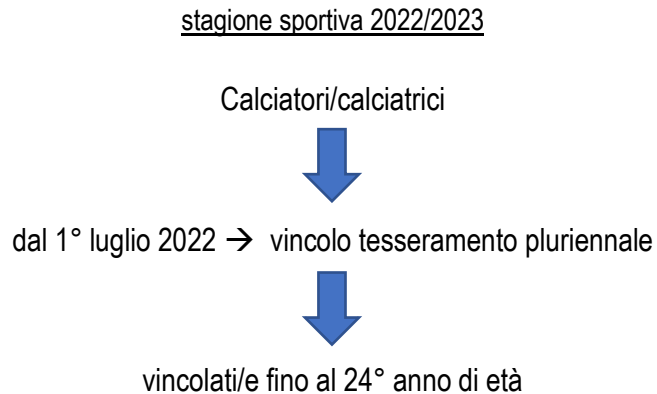 stagione sportiva 2022/2023
Calciatori/calciatrici
dal 1° luglio 2022 → vincolo tesseramento pluriennale
vincolati/e fino al 24° anno di età